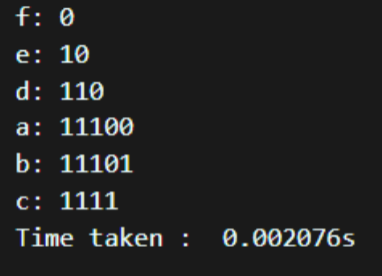 f: 0
e: 10
d: 110
a: 11100
b: 11101
c: 1111
Time taken :  0.002076s